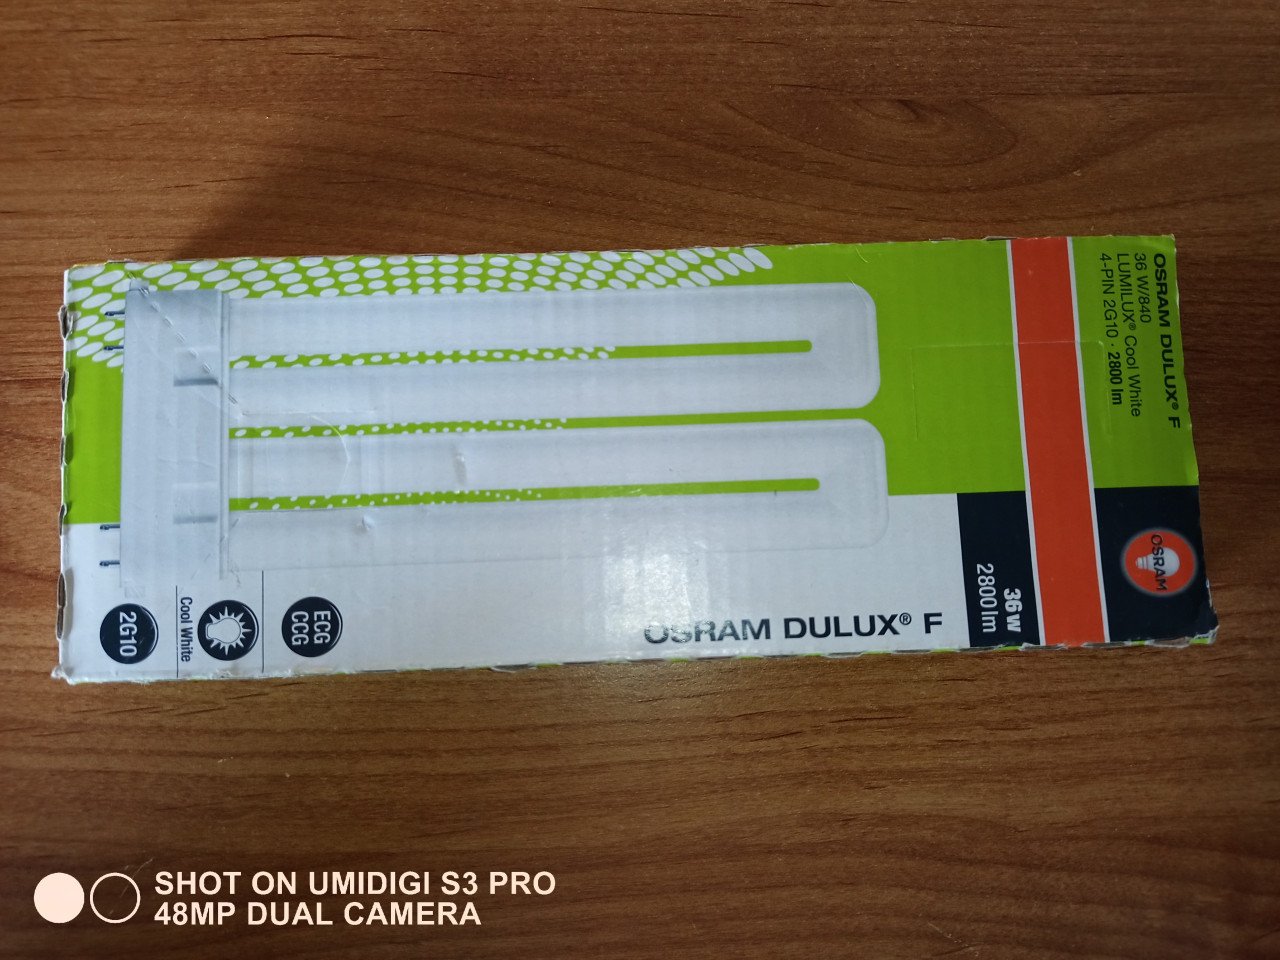 OSRAM DULUX® F
36 W/840
LUMILUX® Cool White
4-PIN 2G10 · 2800 lm
OSRAM
36 W
2800 lm
OSRAM DULUX® F
ECG
CCG
Cool White
2G10
SHOT ON UMIDIGI S3 PRO
48MP DUAL CAMERA